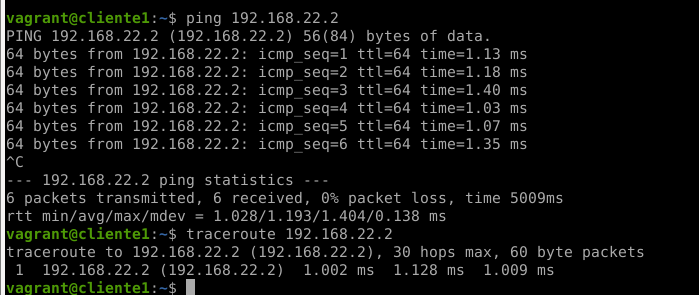 vagrant@cliente1:~$ ping 192.168.22.2
PING 192.168.22.2 (192.168.22.2) 56(84) bytes of data.
64 bytes from 192.168.22.2: icmp_seq=1 ttl=64 time=1.13 ms
64 bytes from 192.168.22.2: icmp_seq=2 ttl=64 time=1.18 ms
64 bytes from 192.168.22.2: icmp_seq=3 ttl=64 time=1.40 ms
64 bytes from 192.168.22.2: icmp_seq=4 ttl=64 time=1.03 ms
64 bytes from 192.168.22.2: icmp_seq=5 ttl=64 time=1.07 ms
64 bytes from 192.168.22.2: icmp_seq=6 ttl=64 time=1.35 ms
^C
--- 192.168.22.2 ping statistics ---
6 packets transmitted, 6 received, 0% packet loss, time 5009ms
rtt min/avg/max/mdev = 1.028/1.193/1.404/0.138 ms
vagrant@cliente1:~$ traceroute 192.168.22.2
traceroute to 192.168.22.2 (192.168.22.2), 30 hops max, 60 byte packets
 1  192.168.22.2 (192.168.22.2)  1.002 ms  1.128 ms  1.009 ms
vagrant@cliente1:~$